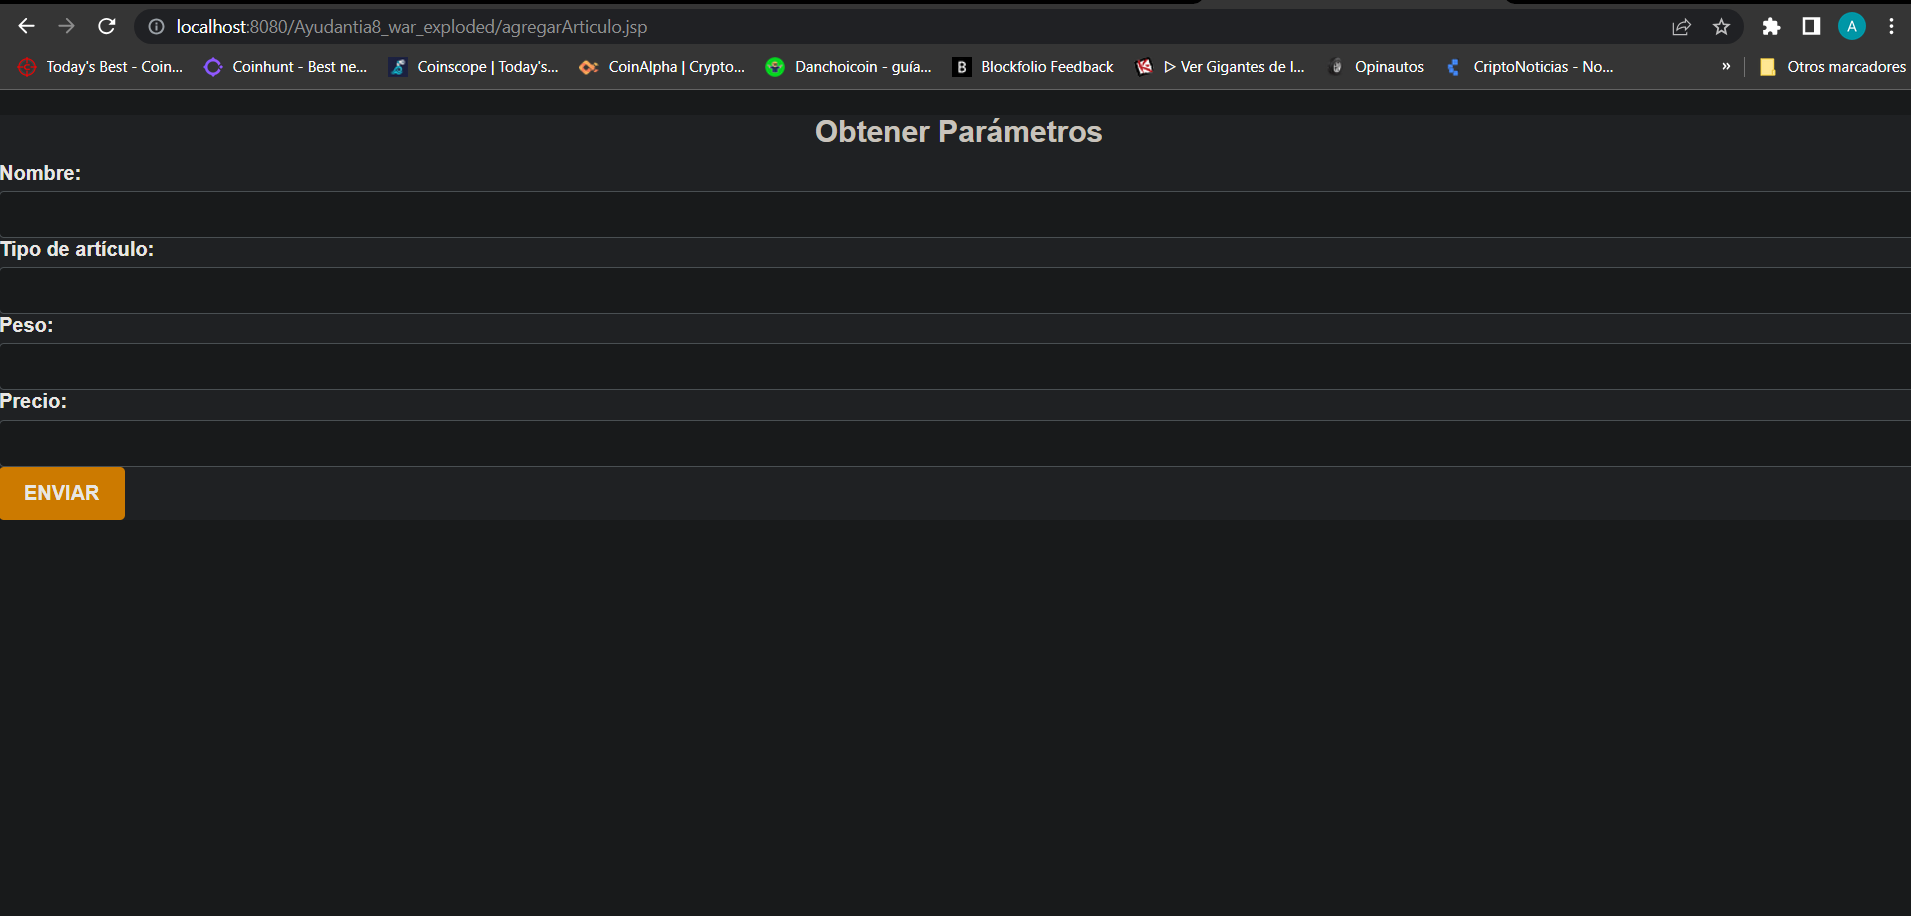 localhost:8080/Ayudantia8_war_exploded/agregarArticulo.jsp
A
Today's Best - Coin... Coinhunt - Best ne... Coinscope | Today's... CoinAlpha | Crypto... Danchoicoin - guía... B Blockfolio Feedback ▷ Ver Gigantes de l... Opinautos CriptoNoticias - No... » Otros marcadores
Obtener Parámetros
Nombre:
Tipo de artículo:
Peso:
Precio:
ENVIAR